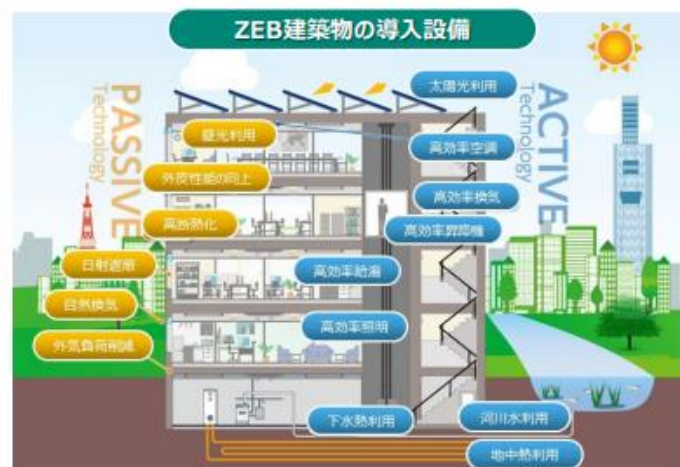 ZEB建築物の導入設備
PASSIVE
Technology
ACTIVE
Technology
太陽光利用
昼光利用
高効率空調
外皮性能の向上
高効率換気
高断熱化
高効率昇降機
日射遮蔽
高効率給湯
自然換気
高効率照明
外気負荷削減
下水熱利用
河川水利用
地中熱利用